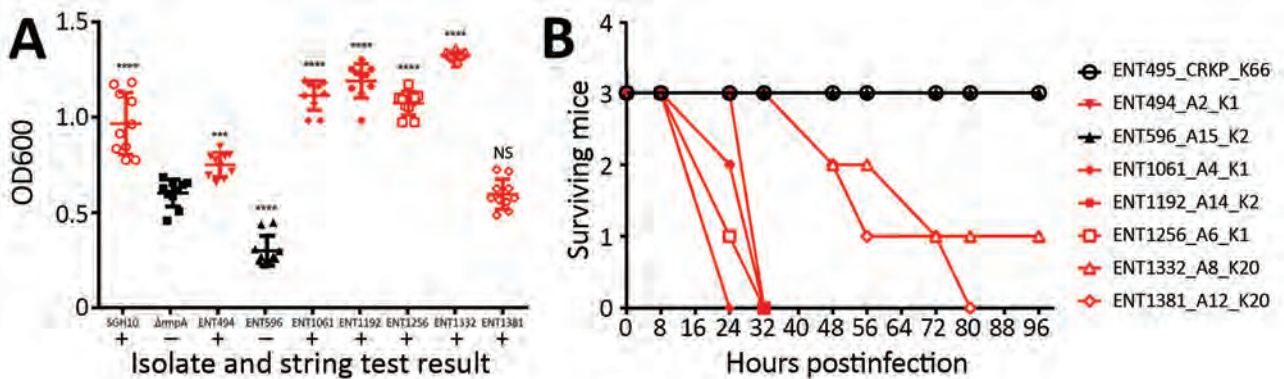 A
OD600
1.5
1.0
0.5
0
****
***
****
****
****
****
****
NS
SGH10 ΔrmpA ENT494 ENT596 ENT1061 ENT1192 ENT1256 ENT1332 ENT1381
+ − + − + + + + +
Isolate and string test result
B
Surviving mice
4
3
2
1
0
0 8 16 24 32 40 48 56 64 72 80 88 96
Hours postinfection
ENT495_CRKP_K66
ENT494_A2_K1
ENT596_A15_K2
ENT1061_A4_K1
ENT1192_A14_K2
ENT1256_A6_K1
ENT1332_A8_K20
ENT1381_A12_K20